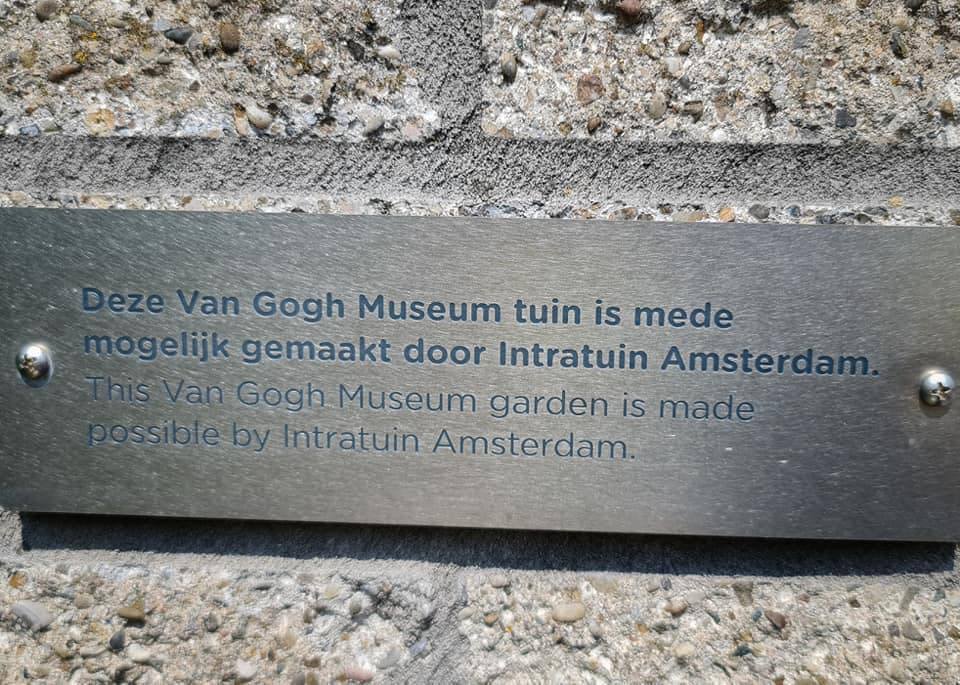 Deze Van Gogh Museum tuin is mede
mogelijk gemaakt door Intratuin Amsterdam.
This Van Gogh Museum garden is made
possible by Intratuin Amsterdam.